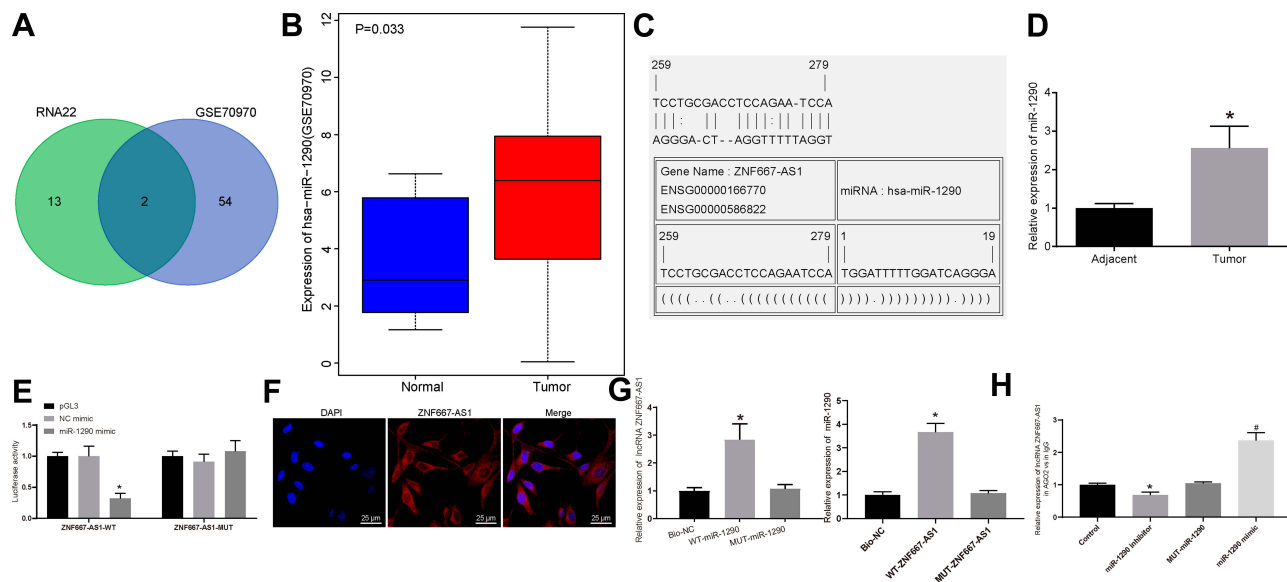 A
RNA22
GSE70970
13
2
54
B
P=0.033
Expression of hsa-miR-1290(GSE70970)
12
10
8
6
4
2
0
Normal
Tumor
C
259
279
TCCTGCGACCTCCAGAA-TCCA
|||: || |||:|| ||||
AGGGA-CT--AGGTTTTTAGGT
Gene Name : ZNF667-AS1
ENSG00000166770
ENSG00000586822
miRNA : hsa-miR-1290
259
279
1
19
TCCTGCGACCTCCAGAATCCA
TGGATTTTTGGATCAGGGA
((((..((..(((((((((((
)))).))))))))).))))
D
Relative expression of miR-1290
4
3
2
1
0
*
Adjacent
Tumor
E
pGL3
NC mimic
miR-1290 mimic
Luciferase activity
1.5
1.0
0.5
0.0
*
ZNF667-AS1-WT
ZNF667-AS1-MUT
F
DAPI
ZNF667-AS1
Merge
25 μm
25 μm
25 μm
G
Relative expression of lncRNA ZNF667-AS1
4
3
2
1
0
*
Bio-NC
WT-miR-1290
MUT-miR-1290
Relative expression of miR-1290
5
4
3
2
1
0
*
Bio-NC
WT-ZNF667-AS1
MUT-ZNF667-AS1
H
Relative expression of lncRNA ZNF667-AS1
in AGO2 vs in IgG
3
2
1
0
*
#
Control
miR-1290 inhibitor
MUT-miR-1290
miR-1290 mimic